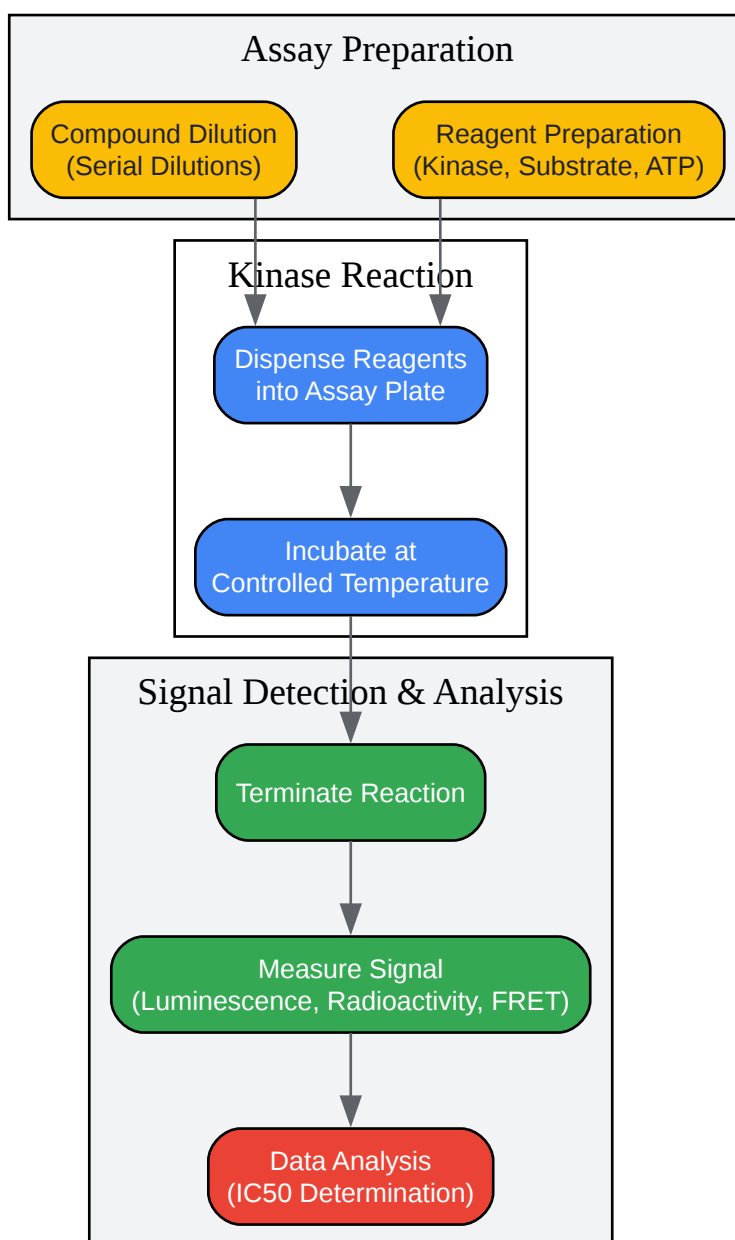 Assay Preparation
Compound Dilution
(Serial Dilutions)
Reagent Preparation
(Kinase, Substrate, ATP)
Kinase Reaction
Dispense Reagents
into Assay Plate
Incubate at
Controlled Temperature
Signal Detection & Analysis
Terminate Reaction
Measure Signal
(Luminescence, Radioactivity, FRET)
Data Analysis
(IC50 Determination)